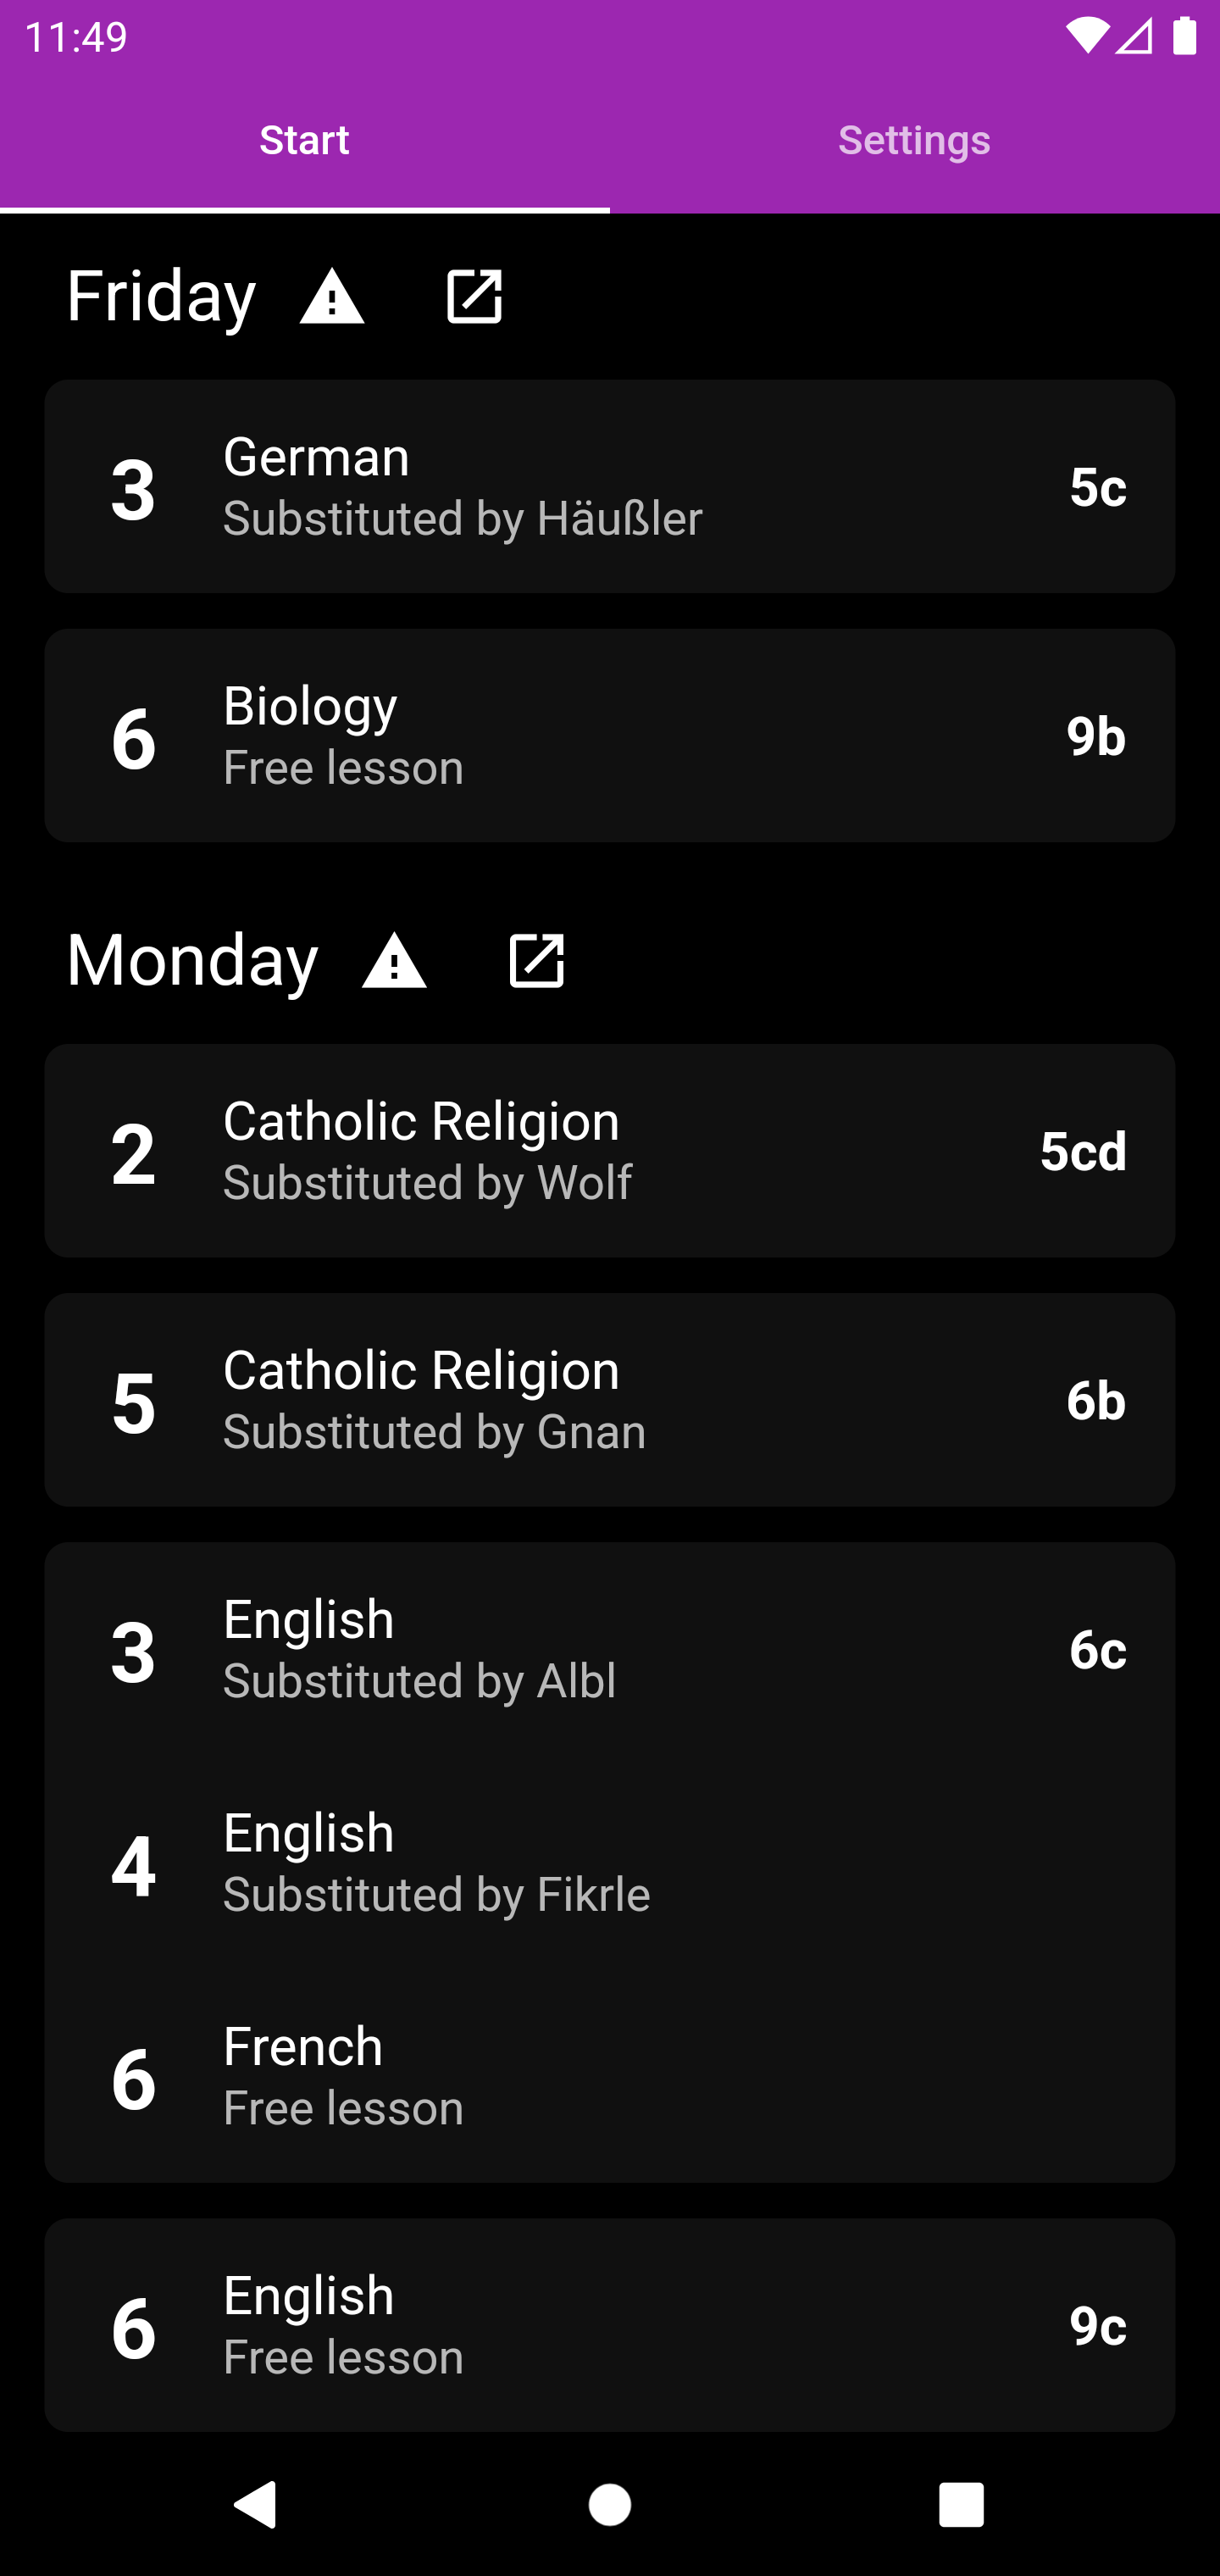 11:49
Start
Settings
Friday
3
German
Substituted by Häußler
5c
6
Biology
Free lesson
9b
Monday
2
Catholic Religion
Substituted by Wolf
5cd
5
Catholic Religion
Substituted by Gnan
6b
3
English
Substituted by Albl
6c
4
English
Substituted by Fikrle
6
French
Free lesson
6
English
Free lesson
9c